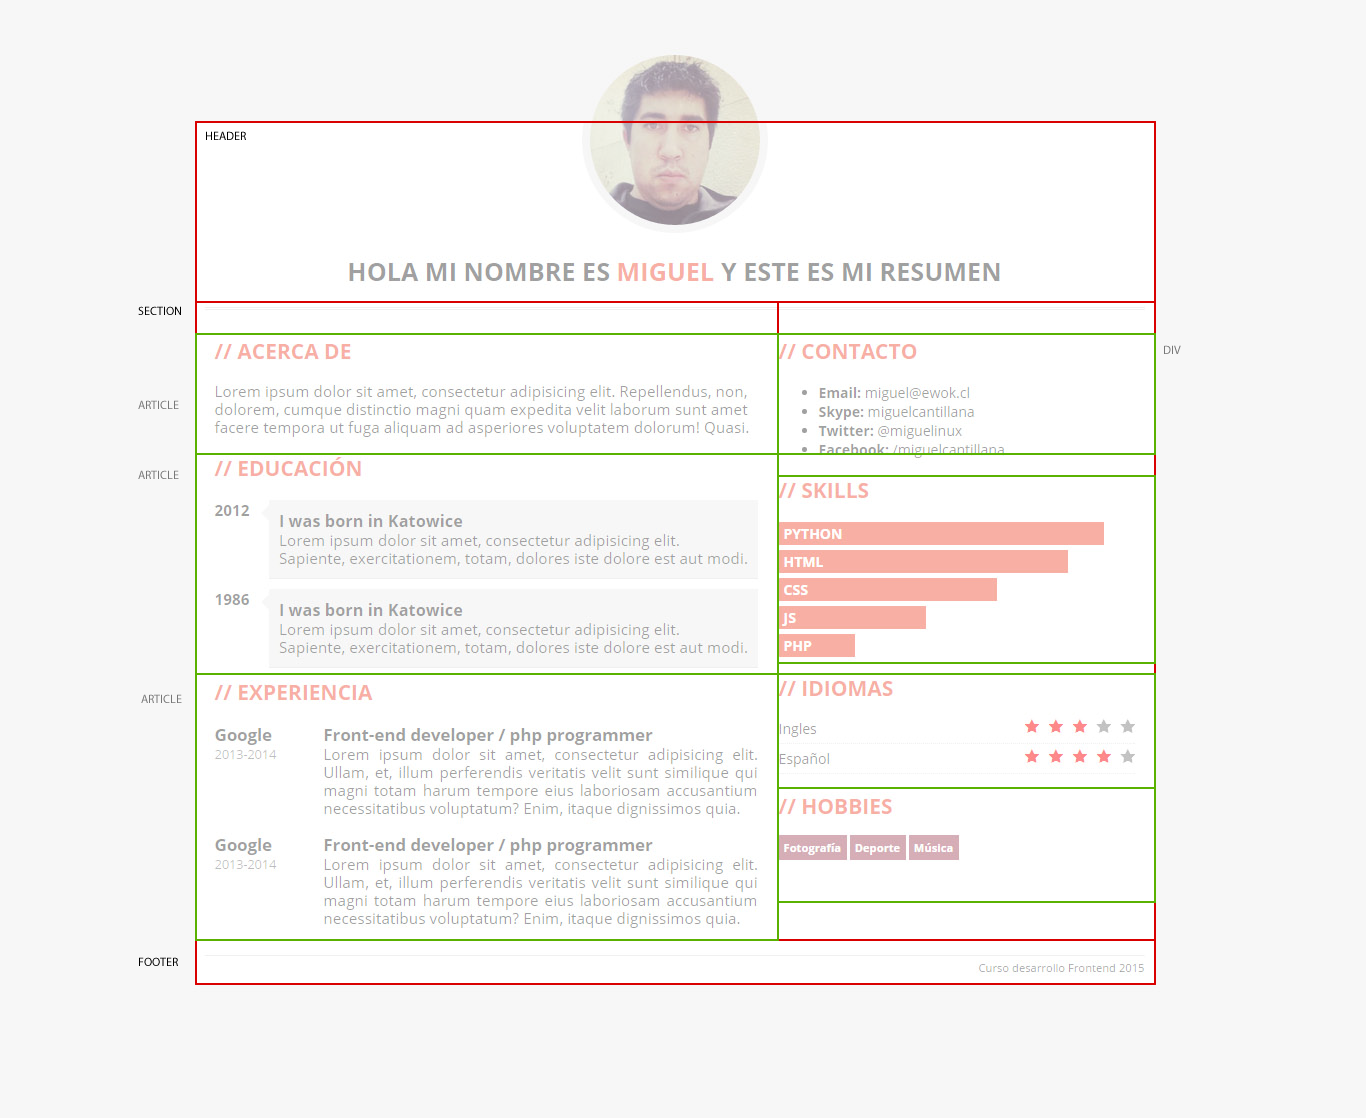 HEADER
HOLA MI NOMBRE ES MIGUEL Y ESTE ES MI RESUMEN
SECTION
// ACERCA DE
ARTICLE
Lorem ipsum dolor sit amet, consectetur adipisicing elit. Repellendus, non,
dolorem, cumque distinctio magni quam expedita velit laborum sunt amet
facere tempora ut fuga aliquam ad asperiores voluptatem dolorum! Quasi.
ARTICLE
// EDUCACIÓN
2012
I was born in Katowice
Lorem ipsum dolor sit amet, consectetur adipisicing elit.
Sapiente, exercitationem, totam, dolores iste dolore est aut modi.
1986
I was born in Katowice
Lorem ipsum dolor sit amet, consectetur adipisicing elit.
Sapiente, exercitationem, totam, dolores iste dolore est aut modi.
ARTICLE
// EXPERIENCIA
Google
2013-2014
Front-end developer / php programmer
Lorem ipsum dolor sit amet, consectetur adipisicing elit.
Ullam, et, illum perferendis veritatis velit sunt similique qui
magni totam harum tempore eius laboriosam accusantium
necessitatibus voluptatum? Enim, itaque dignissimos quia.
Google
2013-2014
Front-end developer / php programmer
Lorem ipsum dolor sit amet, consectetur adipisicing elit.
Ullam, et, illum perferendis veritatis velit sunt similique qui
magni totam harum tempore eius laboriosam accusantium
necessitatibus voluptatum? Enim, itaque dignissimos quia.
// CONTACTO
DIV
Email: miguel@ewok.cl
Skype: miguelcantillana
Twitter: @miguelinux
Facebook: /miguelcantillana
// SKILLS
PYTHON
HTML
CSS
JS
PHP
// IDIOMAS
Ingles
Español
// HOBBIES
Fotografía Deporte Música
FOOTER
Curso desarrollo Frontend 2015